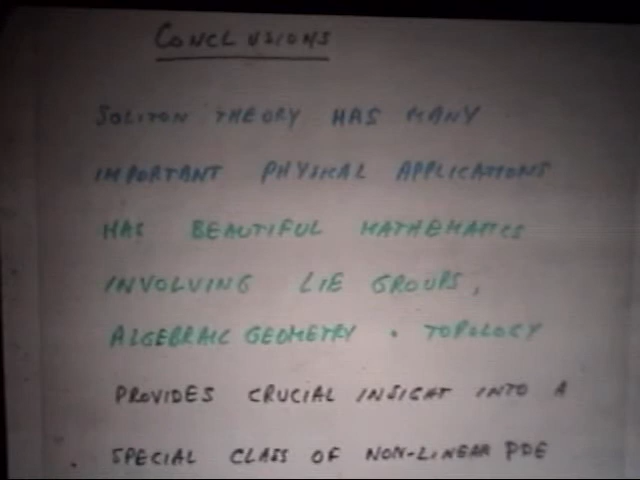 CONCLUSIONS
SOLITON THEORY HAS MANY
IMPORTANT PHYSICAL APPLICATIONS
HAS BEAUTIFUL MATHEMATICS
INVOLVING LIE GROUPS,
ALGEBRAIC GEOMETRY + TOPOLOGY
PROVIDES CRUCIAL INSIGHT INTO A
SPECIAL CLASS OF NON-LINEAR PDE